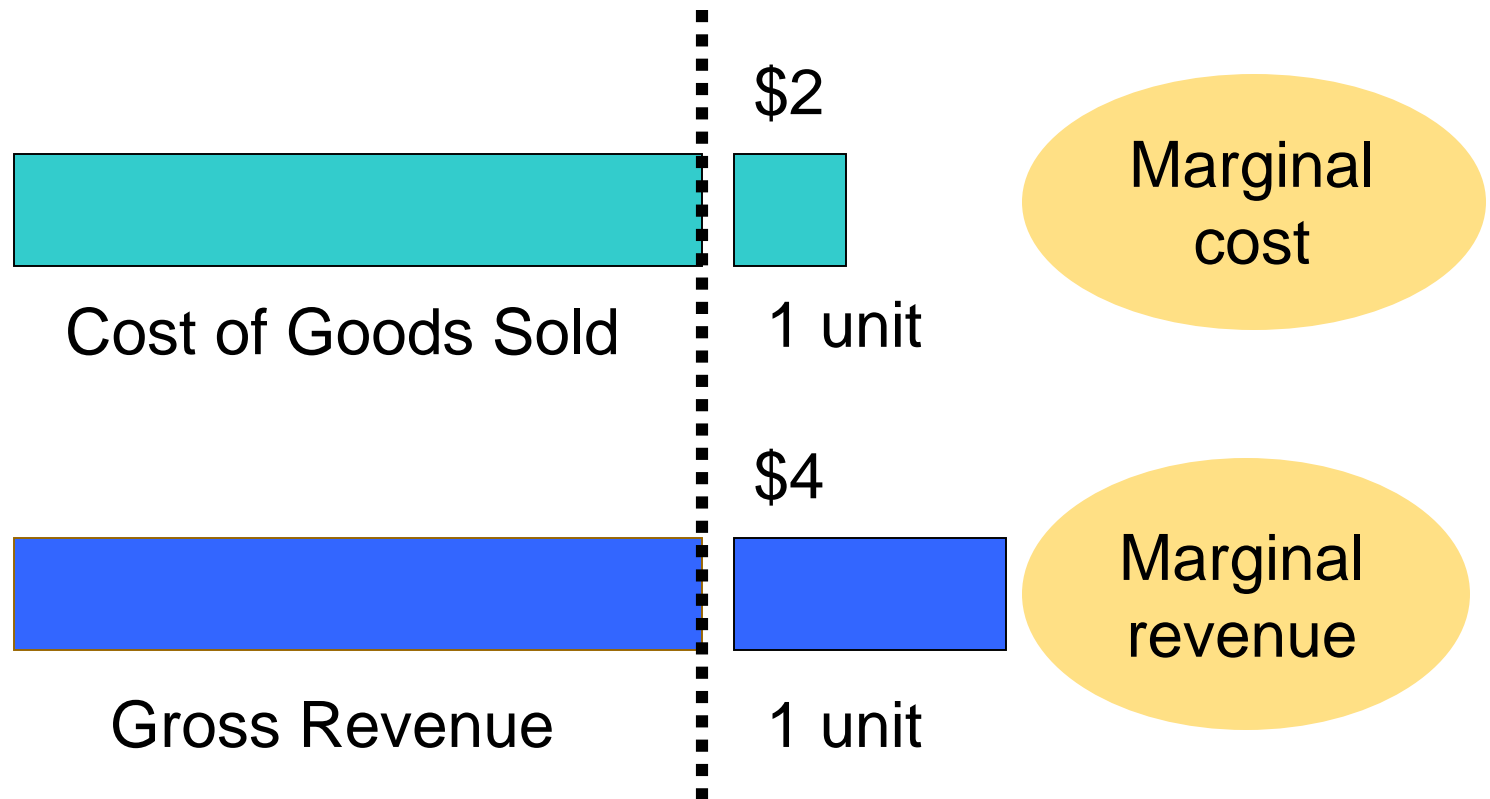 $2
Marginal
cost
Cost of Goods Sold
1 unit
$4
Marginal
revenue
Gross Revenue
1 unit